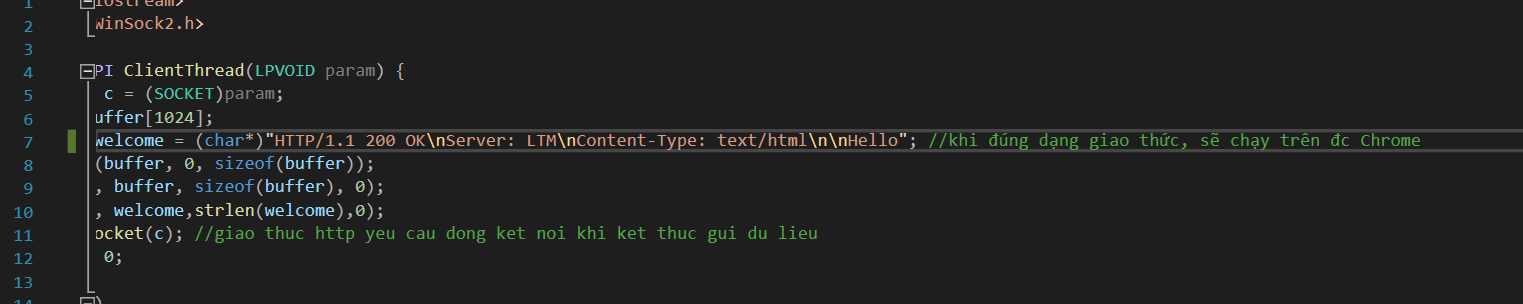 1 iostream>
2 WinSock2.h>
3
4 PI ClientThread(LPVOID param) {
5 c = (SOCKET)param;
6 uffer[1024];
7 welcome = (char*)"HTTP/1.1 200 OK\nServer: LTM\nContent-Type: text/html\n\nHello"; //khi đúng dạng giao thức, sẽ chạy trên đc Chrome
8 (buffer, 0, sizeof(buffer));
9 , buffer, sizeof(buffer), 0);
10 , welcome,strlen(welcome),0);
11 ocket(c); //giao thuc http yeu cau dong ket noi khi ket thuc gui du lieu
12 0;
13
14 }